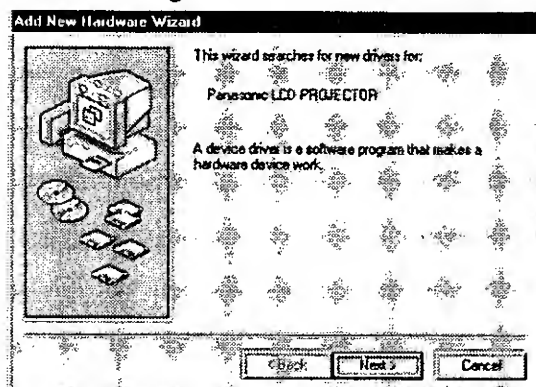 Add New Hardware Wizard
This wizard searches for new drivers for:
Panasonic LCD PROJECTOR
A device driver is a software program that makes a
hardware device work.
< Back
Next >
Cancel